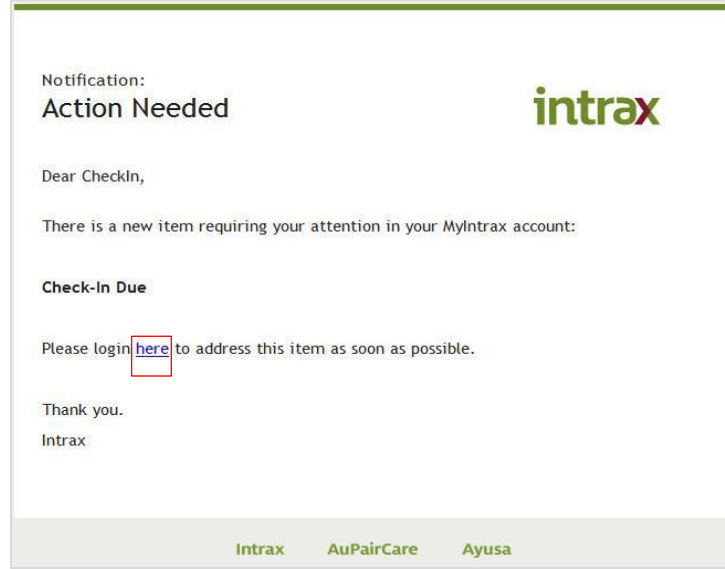 Notification:
Action Needed
intrax
Dear CheckIn,
There is a new item requiring your attention in your MyIntrax account:
Check-In Due
Please login here to address this item as soon as possible.
Thank you.
Intrax
Intrax AuPairCare Ayusa